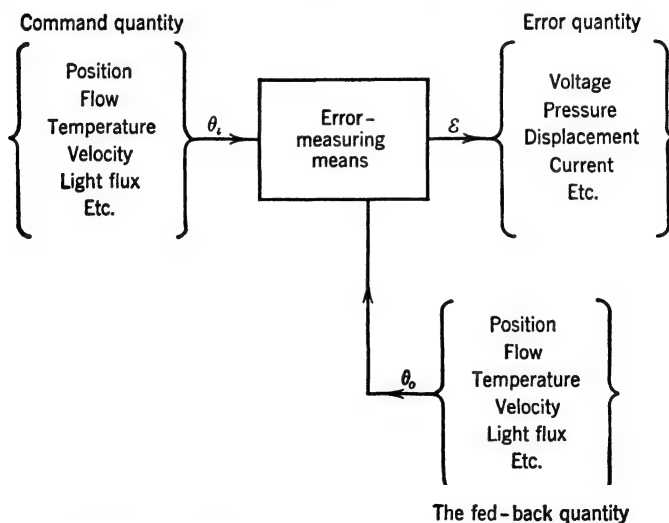 Command quantity
Position
Flow
Temperature
Velocity
Light flux
Etc.
θi
Error-
measuring
means
ℰ
Error quantity
Voltage
Pressure
Displacement
Current
Etc.
θo
Position
Flow
Temperature
Velocity
Light flux
Etc.
The fed-back quantity